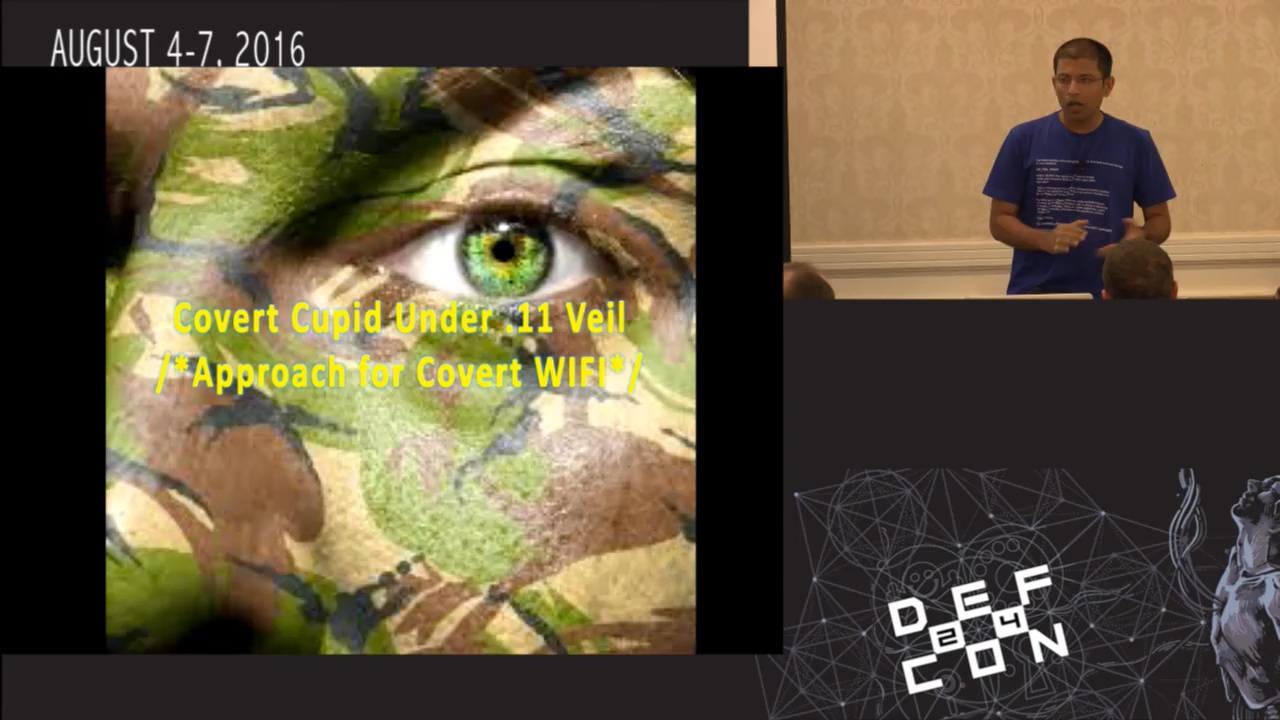 AUGUST 4-7, 2016
Covert Cupid Under .11 Veil
/*Approach for Covert WIFI*/
DEF
24
CON